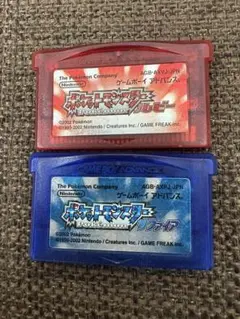 The Pokémon Company
AGB-AXVJ-JPN
ゲームボーイ アドバンス
ポケットモンスター
ルビー
©2002 Pokémon
©1995-2002 Nintendo / Creatures Inc. / GAME FREAK inc.
The Pokémon Company
AGB-AXPJ-JPN
ゲームボーイ アドバンス
ポケットモンスター
サファイア
©2002 Pokémon
©1995-2002 Nintendo / Creatures Inc. / GAME FREAK inc.